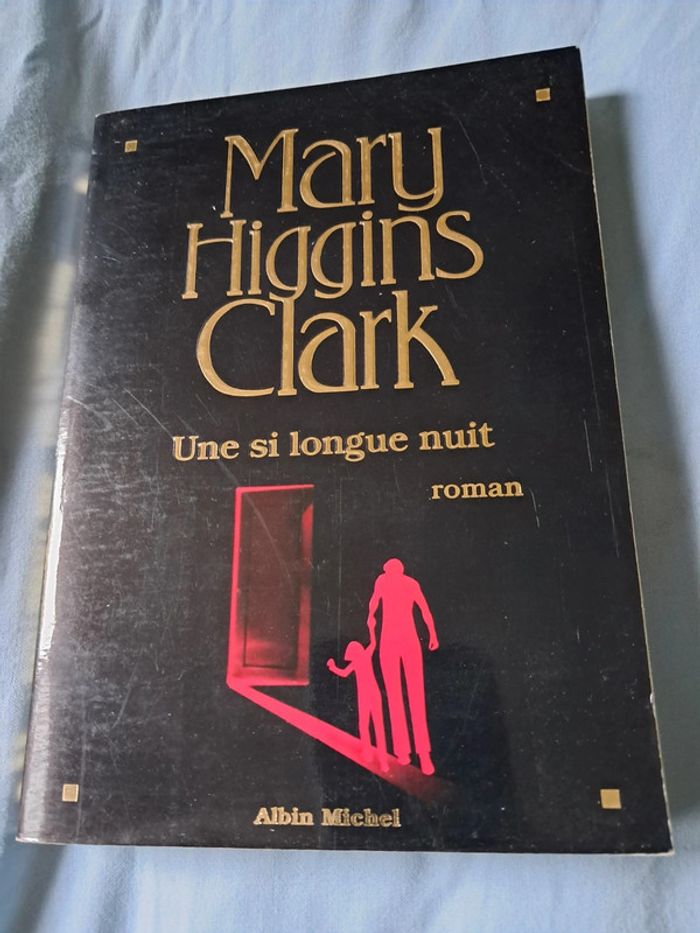 Mary
Higgins
Clark
Une si longue nuit
roman
Albin Michel